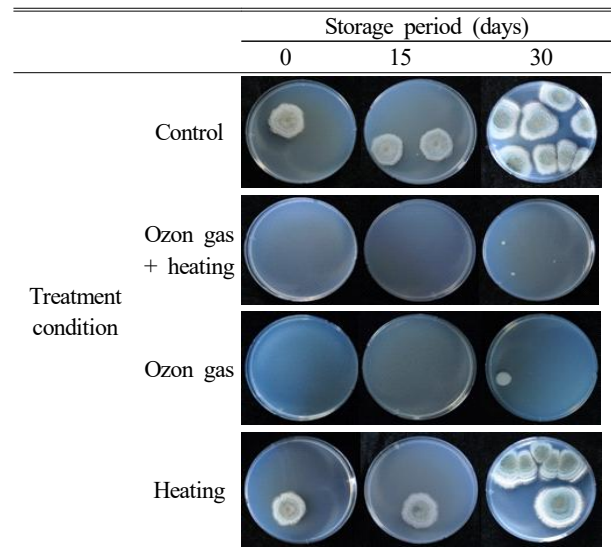 Storage period (days)
0 15 30
Control
Ozon gas
+ heating
Treatment
condition
Ozon gas
Heating